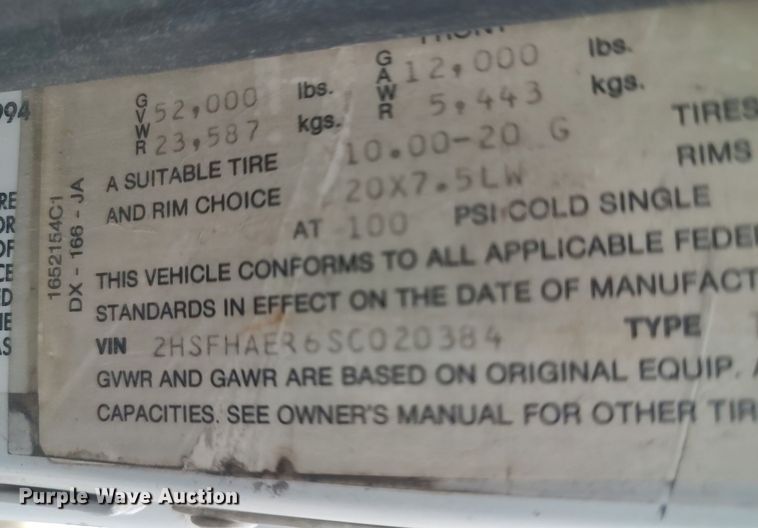 994
GVWR 52,000 lbs.
23,587 kgs.
GAWR 12,000 lbs.
5,443 kgs.
A SUITABLE TIRE 10.00-20 G TIRES
AND RIM CHOICE 20X7.5LW RIMS
AT 100 PSI COLD SINGLE
THIS VEHICLE CONFORMS TO ALL APPLICABLE FEDE
STANDARDS IN EFFECT ON THE DATE OF MANUFACT
VIN 2HSFHAER6SC020384 TYPE
GVWR AND GAWR ARE BASED ON ORIGINAL EQUIP.
CAPACITIES. SEE OWNER'S MANUAL FOR OTHER TIR
1652154C1
DX - 166 - JA
Purple Wave Auction